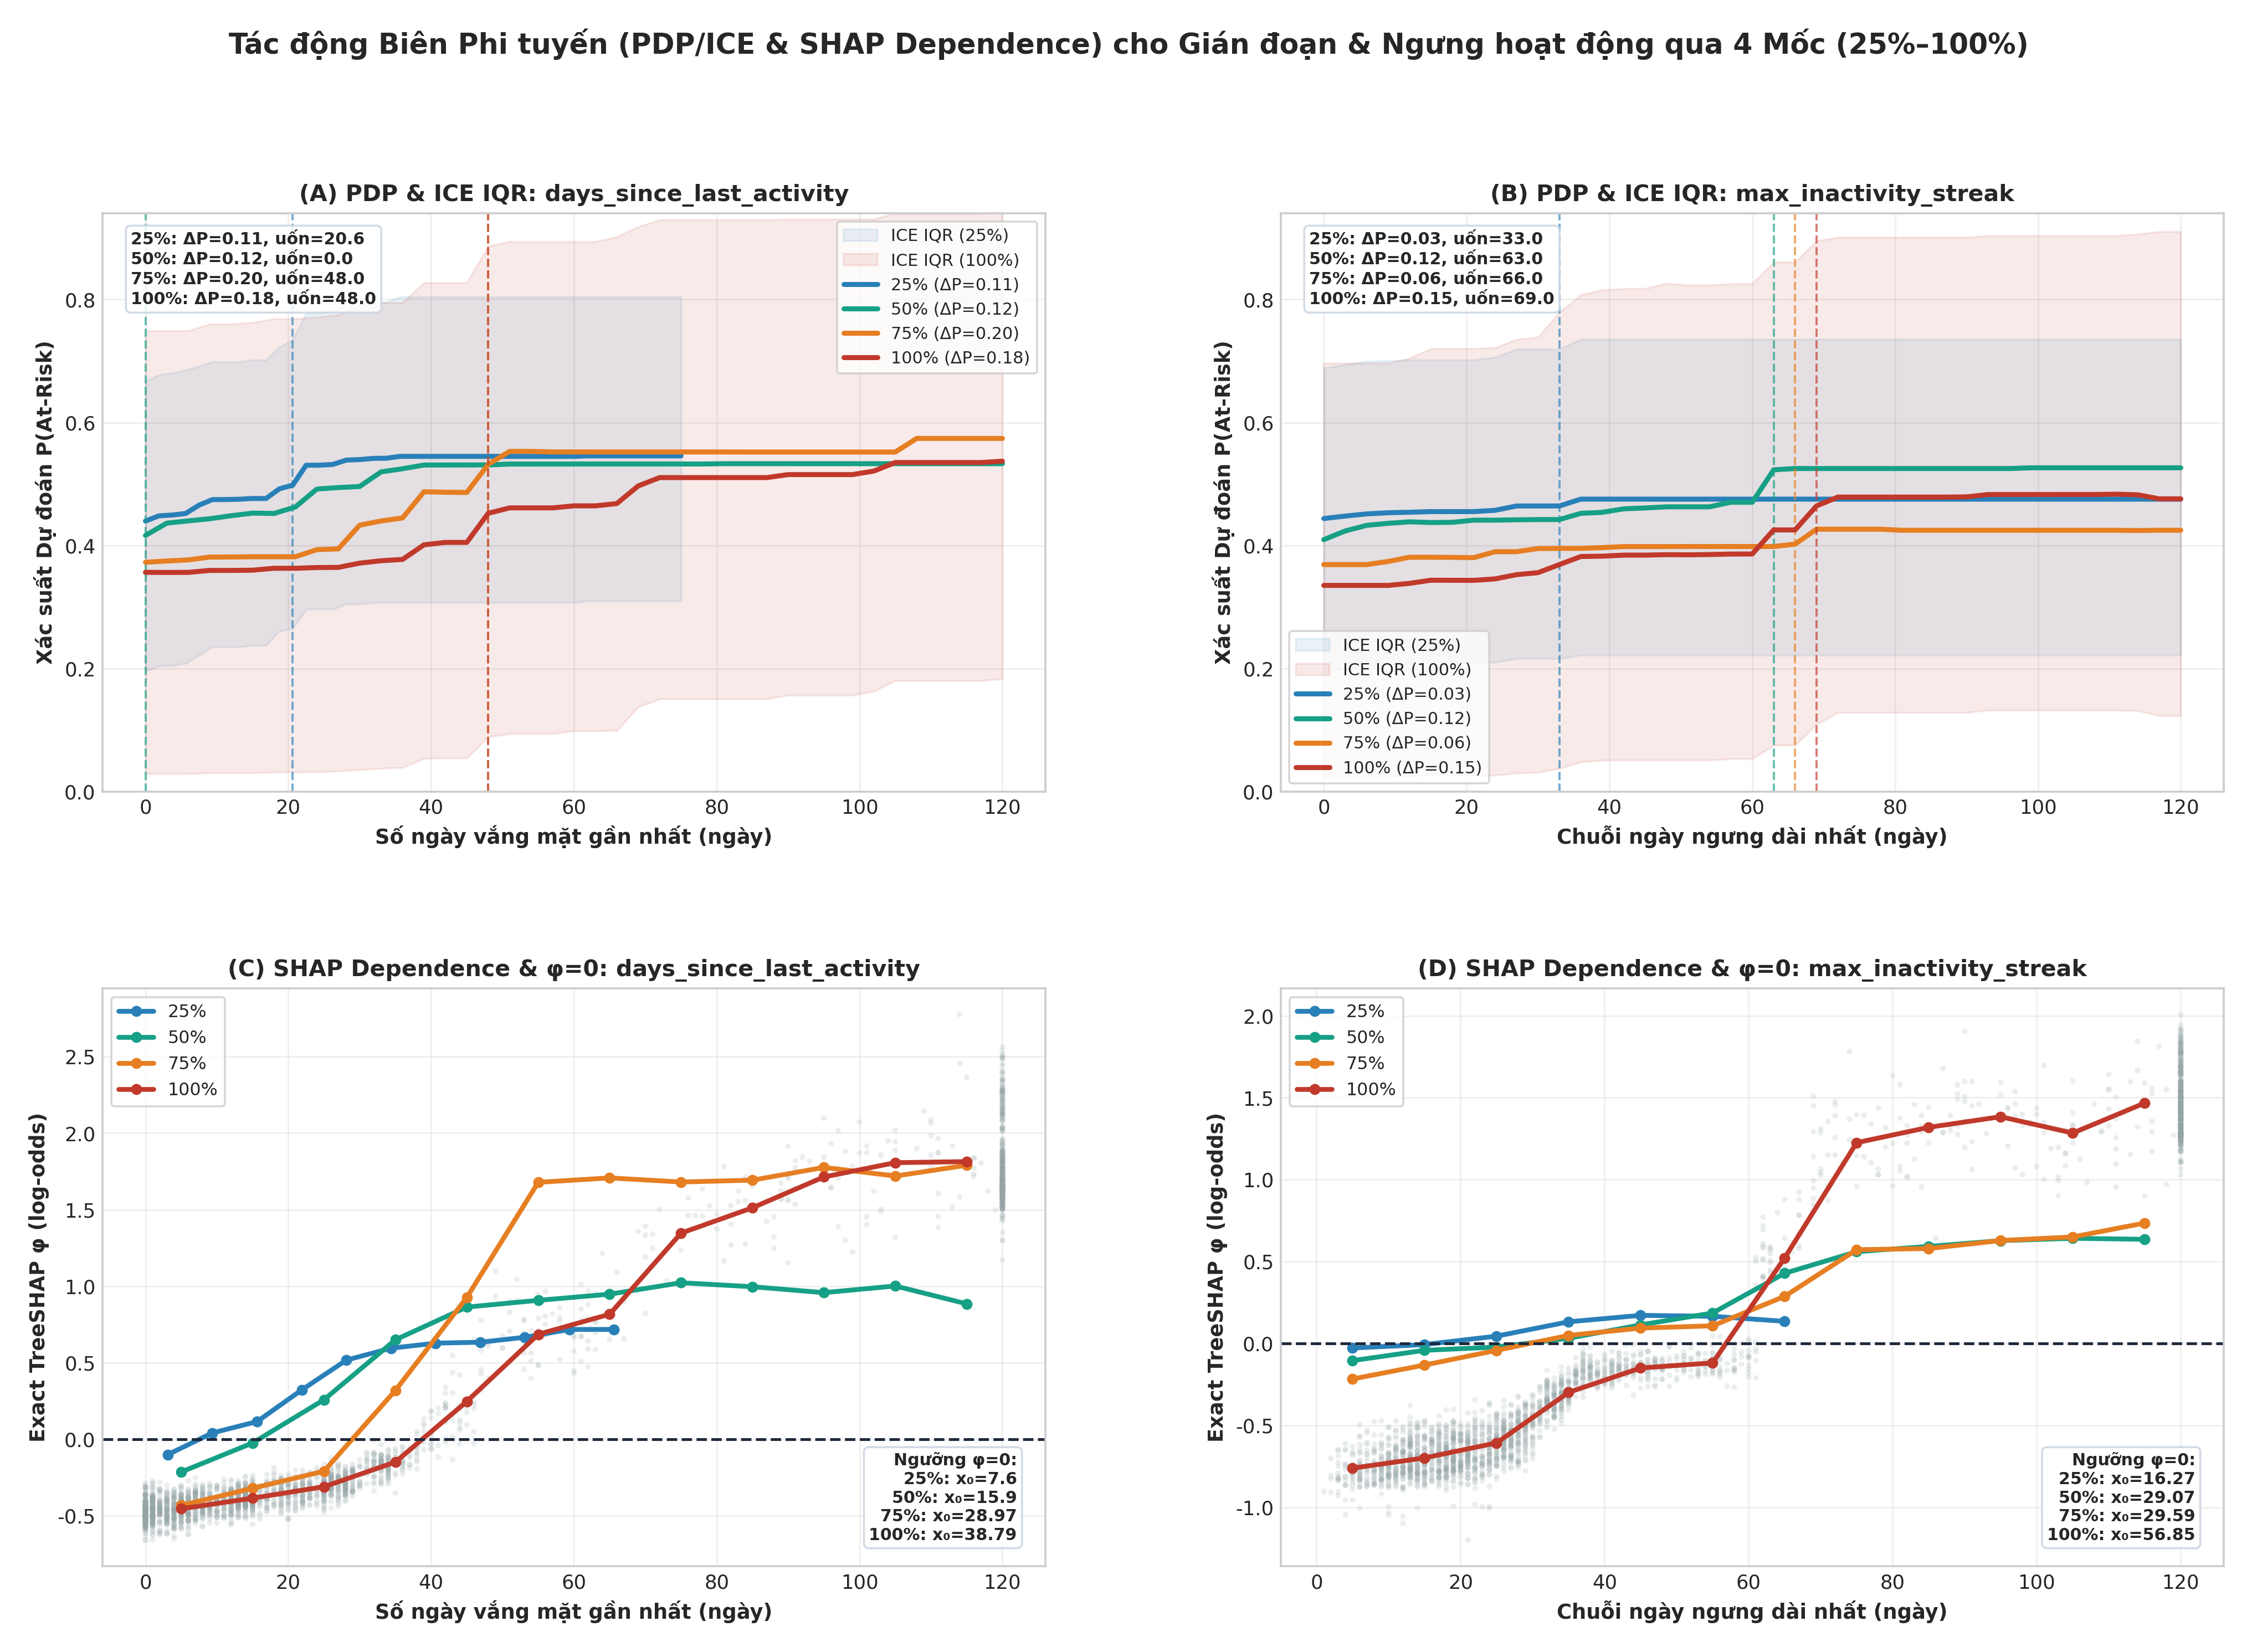 Tác động Biên Phi tuyến (PDP/ICE & SHAP Dependence) cho Gián đoạn & Ngưng hoạt động qua 4 Mốc (25%–100%)
(A) PDP & ICE IQR: days_since_last_activity
25%: ΔP=0.11, uốn=20.6
50%: ΔP=0.12, uốn=0.0
75%: ΔP=0.20, uốn=48.0
100%: ΔP=0.18, uốn=48.0
ICE IQR (25%)
ICE IQR (100%)
25% (ΔP=0.11)
50% (ΔP=0.12)
75% (ΔP=0.20)
100% (ΔP=0.18)
Xác suất Dự đoán P(At-Risk)
0.8
0.6
0.4
0.2
0.0
0 20 40 60 80 100 120
Số ngày vắng mặt gần nhất (ngày)
(B) PDP & ICE IQR: max_inactivity_streak
25%: ΔP=0.03, uốn=33.0
50%: ΔP=0.12, uốn=63.0
75%: ΔP=0.06, uốn=66.0
100%: ΔP=0.15, uốn=69.0
ICE IQR (25%)
ICE IQR (100%)
25% (ΔP=0.03)
50% (ΔP=0.12)
75% (ΔP=0.06)
100% (ΔP=0.15)
Xác suất Dự đoán P(At-Risk)
0.8
0.6
0.4
0.2
0.0
0 20 40 60 80 100 120
Chuỗi ngày ngưng dài nhất (ngày)
(C) SHAP Dependence & φ=0: days_since_last_activity
25%
50%
75%
100%
Exact TreeSHAP φ (log-odds)
2.5
2.0
1.5
1.0
0.5
0.0
-0.5
Ngưỡng φ=0:
25%: x₀=7.6
50%: x₀=15.9
75%: x₀=28.97
100%: x₀=38.79
0 20 40 60 80 100 120
Số ngày vắng mặt gần nhất (ngày)
(D) SHAP Dependence & φ=0: max_inactivity_streak
25%
50%
75%
100%
Exact TreeSHAP φ (log-odds)
2.0
1.5
1.0
0.5
0.0
-0.5
-1.0
Ngưỡng φ=0:
25%: x₀=16.27
50%: x₀=29.07
75%: x₀=29.59
100%: x₀=56.85
0 20 40 60 80 100 120
Chuỗi ngày ngưng dài nhất (ngày)